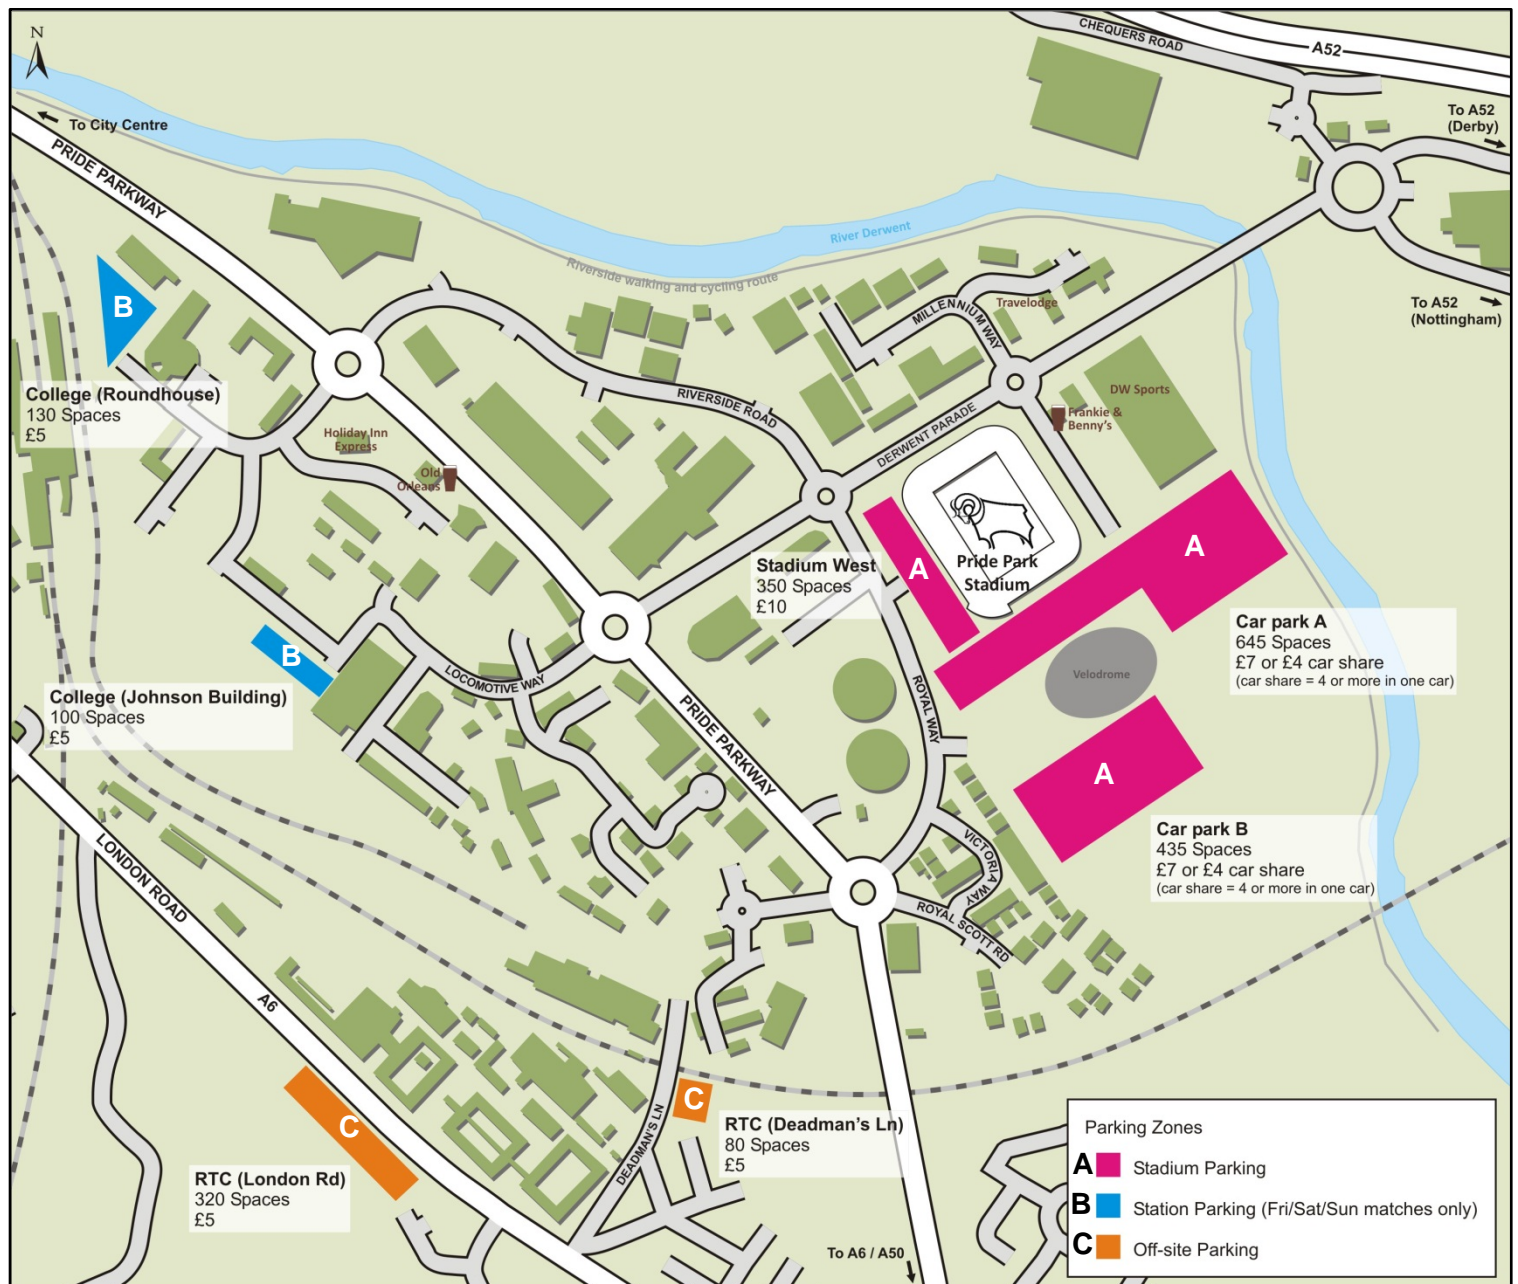 N
CHEQUERS ROAD
A52
To A52
(Derby)
To City Centre
PRIDE PARKWAY
River Derwent
Riverside walking and cycling route
Travelodge
MILLENNIUM WAY
To A52
(Nottingham)
B
College (Roundhouse)
130 Spaces
£5
Holiday Inn
Express
Old
Orleans
RIVERSIDE ROAD
DERWENT PARADE
DW Sports
Frankie &
Benny's
Pride Park
Stadium
A
A
Stadium West
350 Spaces
£10
Car park A
645 Spaces
£7 or £4 car share
(car share = 4 or more in one car)
B
College (Johnson Building)
100 Spaces
£5
LOCOMOTIVE WAY
PRIDE PARKWAY
ROYAL WAY
Velodrome
A
Car park B
435 Spaces
£7 or £4 car share
(car share = 4 or more in one car)
VICTORIA WAY
ROYAL SCOTT RD
LONDON ROAD
A6
C
RTC (London Rd)
320 Spaces
£5
DEADMAN'S LN
C
RTC (Deadman's Ln)
80 Spaces
£5
To A6 / A50
Parking Zones
A Stadium Parking
B Station Parking (Fri/Sat/Sun matches only)
C Off-site Parking